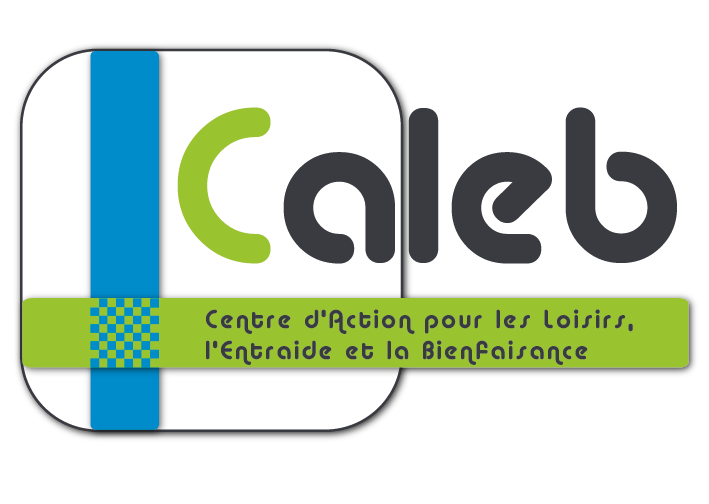 Caleb
Centre d'Action pour les Loisirs,
l'Entraide et la Bienfaisance